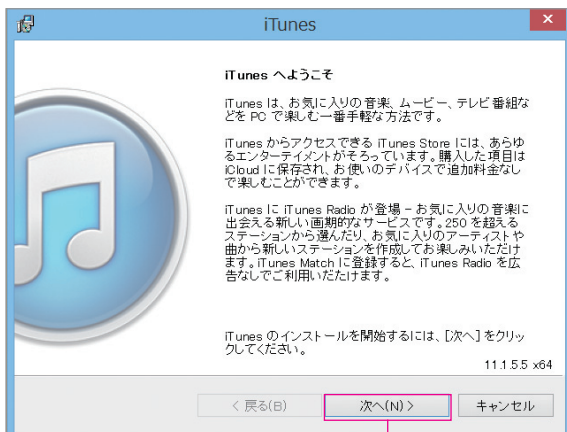 iTunes
iTunes へようこそ
iTunes は、お気に入りの音楽、ムービー、テレビ番組な
どを PC で楽しむ一番手軽な方法です。
iTunes からアクセスできる iTunes Store には、あらゆ
るエンターテイメントがそろっています。購入した項目は
iCloud に保存され、お使いのデバイスで追加料金なし
で楽しむことができます。
iTunes に iTunes Radio が登場 – お気に入りの音楽に
出会える新しい画期的なサービスです。250 を超える
ステーションから選んだり、お気に入りのアーティストや
曲から新しいステーションを作成してお楽しみいただけ
ます。iTunes Match に登録すると、iTunes Radio を広
告なしでご利用いただたけます。
iTunes のインストールを開始するには、[次へ] をクリッ
クしてください。
11.1.5.5 x64
< 戻る(B)
次へ(N) >
キャンセル